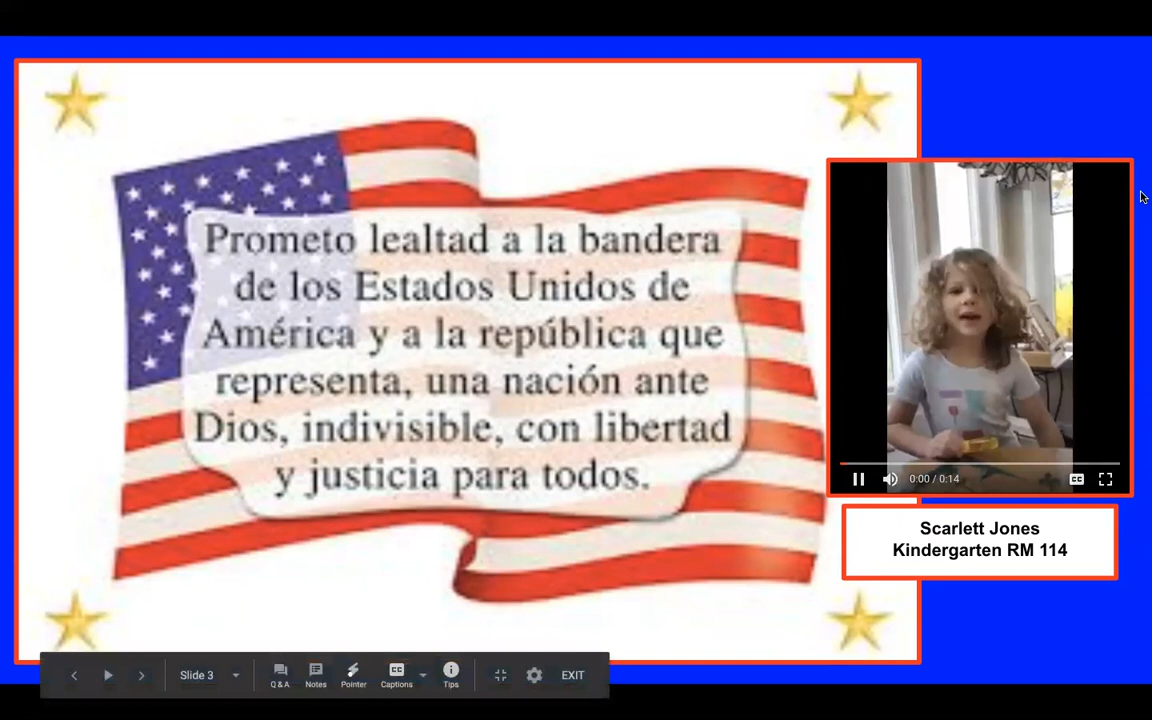 Prometo lealtad a la bandera
de los Estados Unidos de
América y a la república que
representa, una nación ante
Dios, indivisible, con libertad
y justicia para todos.
0:00 / 0:14
CC
Scarlett Jones
Kindergarten RM 114
Slide 3
Q & A
Notes
Pointer
CC
Captions
Tips
EXIT